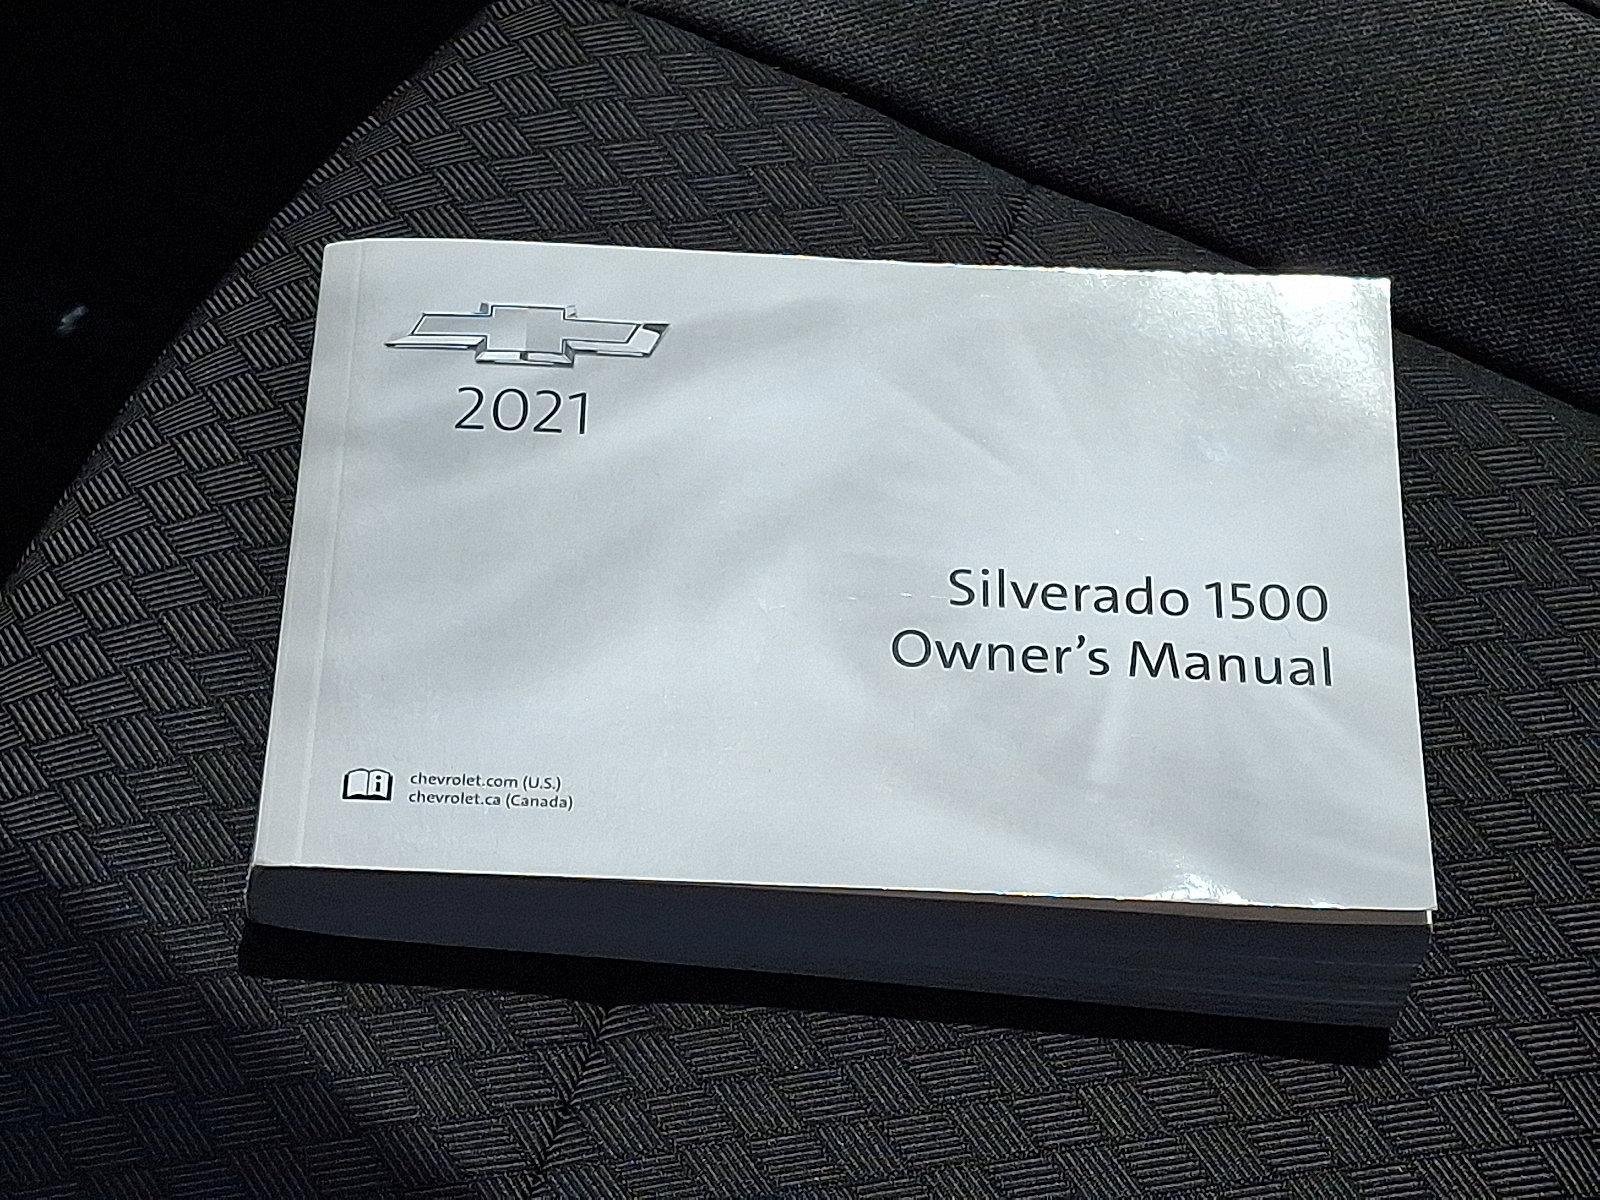 2021
Silverado 1500
Owner's Manual
chevrolet.com (U.S.)
chevrolet.ca (Canada)